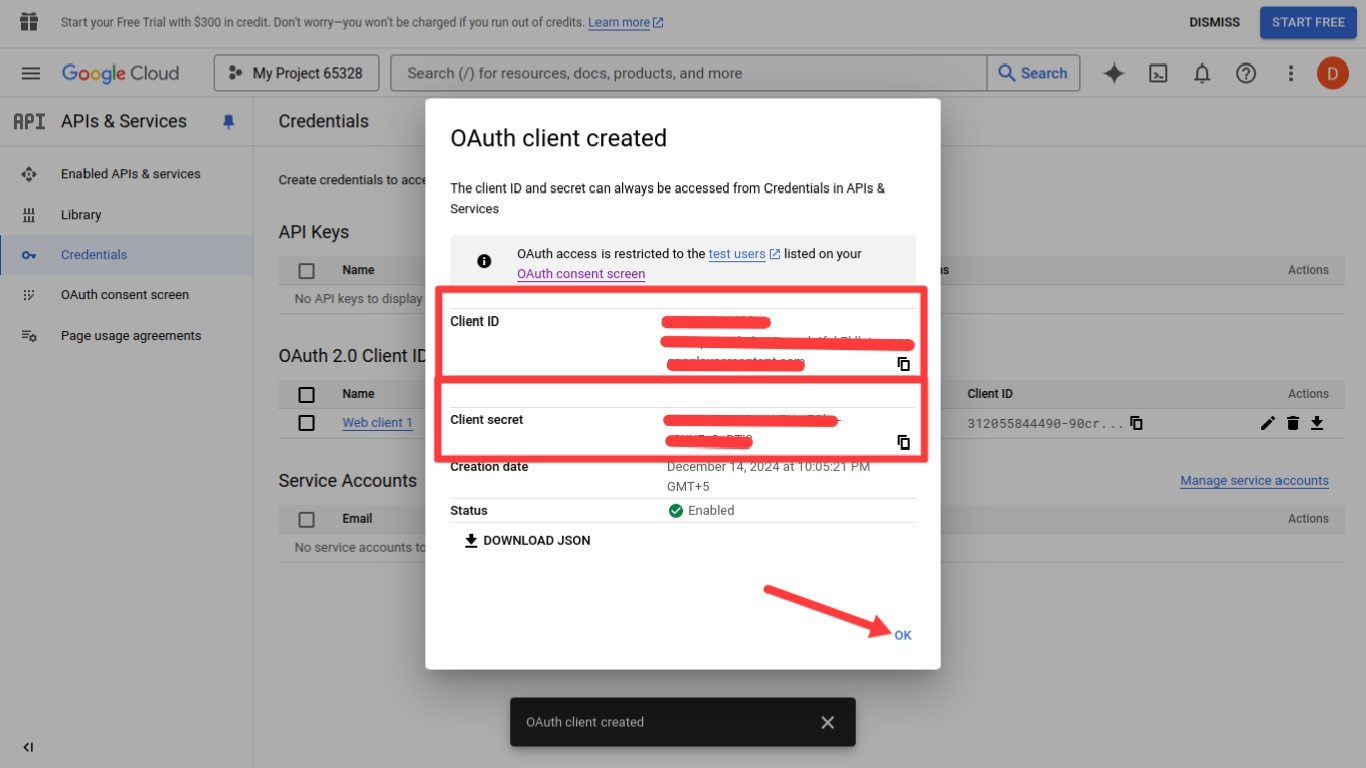 Start your Free Trial with $300 in credit. Don't worry—you won't be charged if you run out of credits. Learn more
DISMISS
START FREE
Google Cloud
My Project 65328
Search (/) for resources, docs, products, and more
Search
D
API
APIs & Services
Credentials
Enabled APIs & services
Library
Credentials
OAuth consent screen
Page usage agreements
Create credentials to acce
API Keys
Name
Actions
No API keys to display
OAuth 2.0 Client ID
Name
Client ID
Actions
Web client 1
312055844490-90cr...
Service Accounts
Manage service accounts
Email
Actions
No service accounts to
OAuth client created
The client ID and secret can always be accessed from Credentials in APIs &
Services
OAuth access is restricted to the test users listed on your
OAuth consent screen
Client ID
Client secret
Creation date
December 14, 2024 at 10:05:21 PM
GMT+5
Status
Enabled
DOWNLOAD JSON
OK
OAuth client created